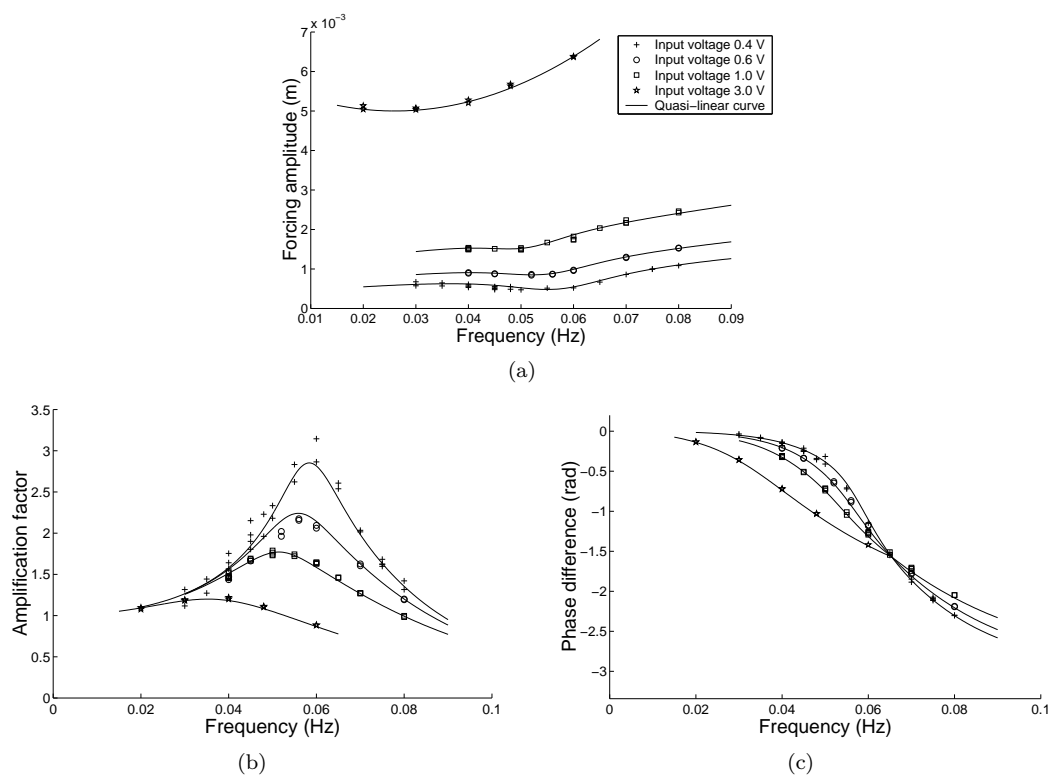 × 10⁻³
7
6
5
4
3
2
1
0
Forcing amplitude (m)
0.01 0.02 0.03 0.04 0.05 0.06 0.07 0.08 0.09
Frequency (Hz)
Input voltage 0.4 V
Input voltage 0.6 V
Input voltage 1.0 V
Input voltage 3.0 V
Quasi−linear curve
(a)
3.5
3
2.5
2
1.5
1
0.5
0
Amplification factor
0 0.02 0.04 0.06 0.08 0.1
Frequency (Hz)
(b)
0
−0.5
−1
−1.5
−2
−2.5
−3
Phase difference (rad)
0 0.02 0.04 0.06 0.08 0.1
Frequency (Hz)
(c)